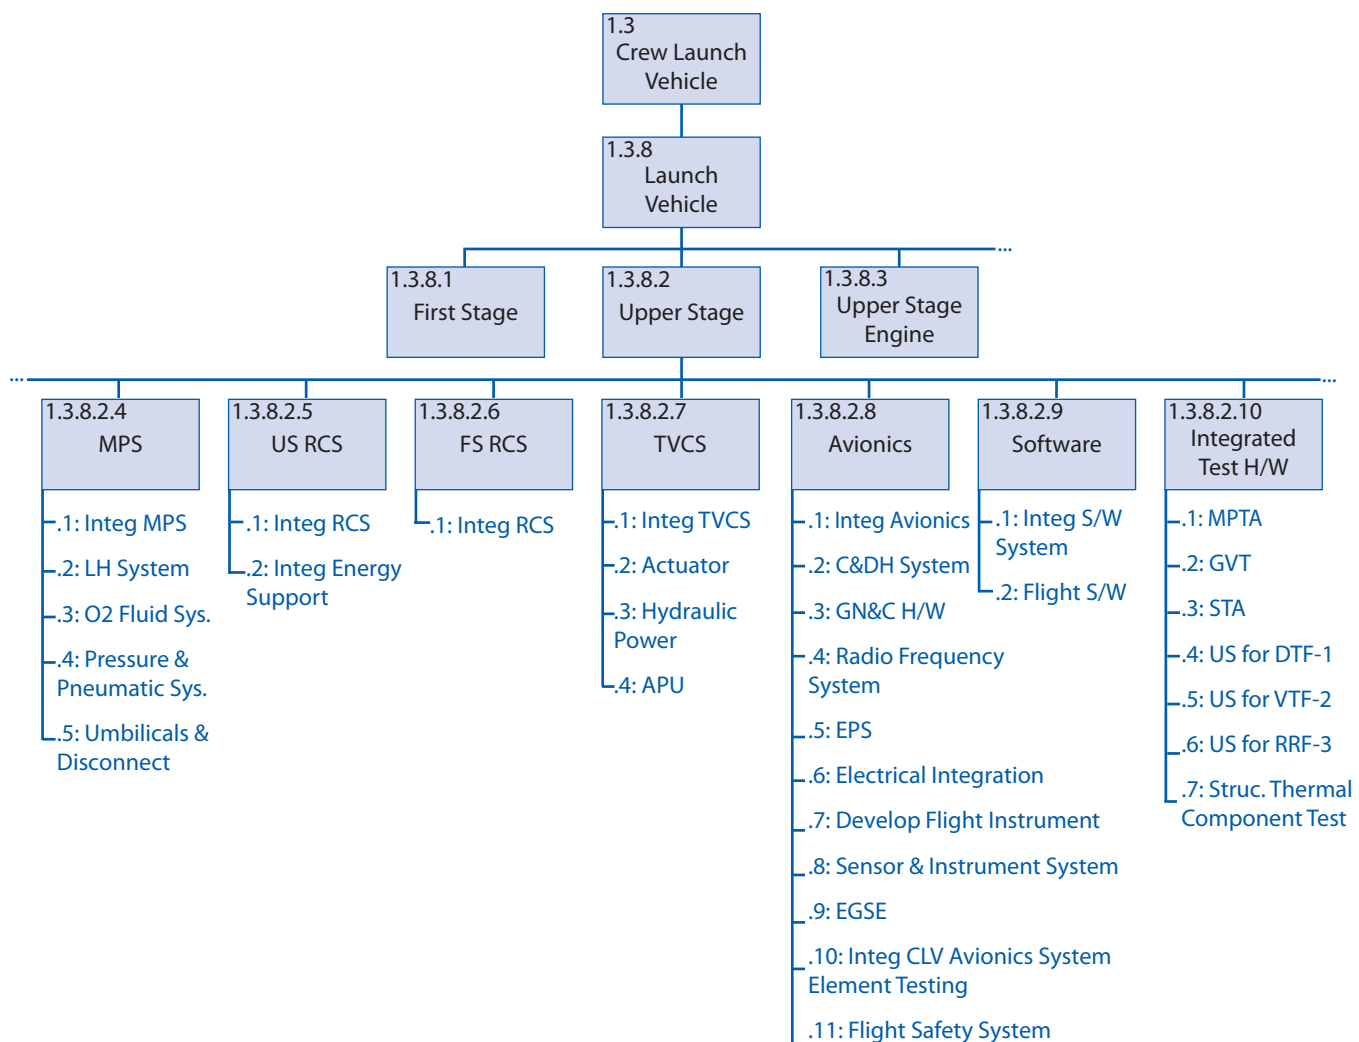 1.3
Crew Launch
Vehicle
1.3.8
Launch
Vehicle
...
1.3.8.1
First Stage
1.3.8.2
Upper Stage
1.3.8.3
Upper Stage
Engine
...
...
1.3.8.2.4
MPS
.1: Integ MPS
.2: LH System
.3: O2 Fluid Sys.
.4: Pressure &
Pneumatic Sys.
.5: Umbilicals &
Disconnect
1.3.8.2.5
US RCS
.1: Integ RCS
.2: Integ Energy
Support
1.3.8.2.6
FS RCS
.1: Integ RCS
1.3.8.2.7
TVCS
.1: Integ TVCS
.2: Actuator
.3: Hydraulic
Power
.4: APU
1.3.8.2.8
Avionics
.1: Integ Avionics
.2: C&DH System
.3: GN&C H/W
.4: Radio Frequency
System
.5: EPS
.6: Electrical Integration
.7: Develop Flight Instrument
.8: Sensor & Instrument System
.9: EGSE
.10: Integ CLV Avionics System
Element Testing
.11: Flight Safety System
1.3.8.2.9
Software
.1: Integ S/W
System
.2: Flight S/W
1.3.8.2.10
Integrated
Test H/W
.1: MPTA
.2: GVT
.3: STA
.4: US for DTF-1
.5: US for VTF-2
.6: US for RRF-3
.7: Struc. Thermal
Component Test